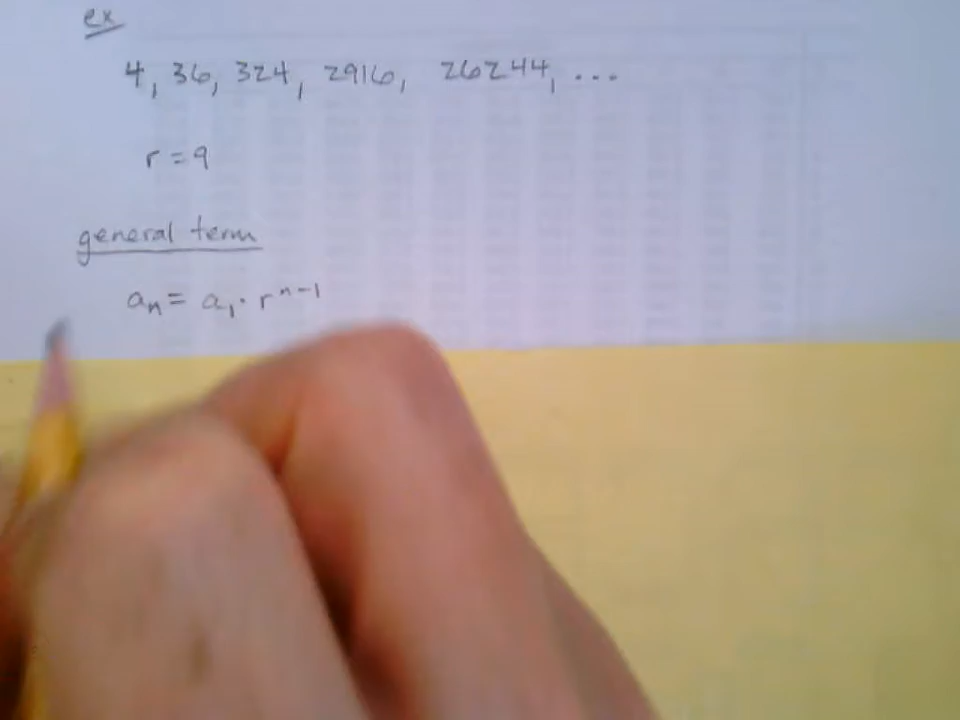 ex
4, 36, 324, 2916, 26244, ...
r = 9
general term
aₙ = a₁ · rⁿ⁻¹